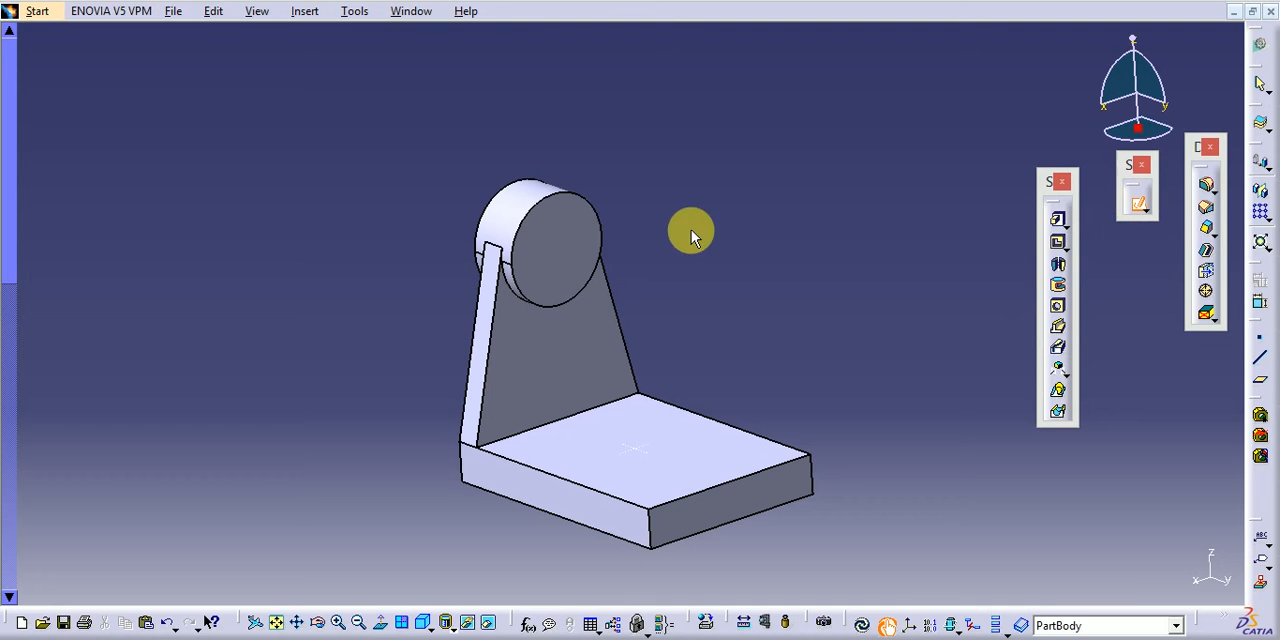 Start ENOVIA V5 VPM File Edit View Insert Tools Window Help
z
x y
D
S
S
z
x y
f(x)
PartBody
CATIA